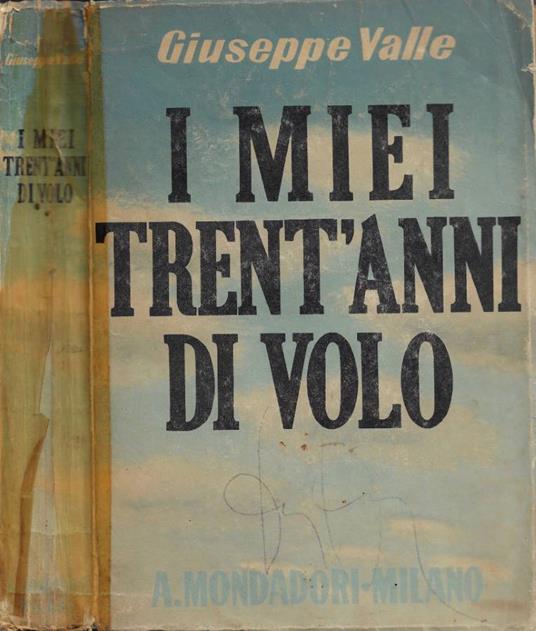 Giuseppe Valle
I MIEI
TRENT'ANNI
DI VOLO
Giuseppe Valle
I MIEI
TRENT'ANNI
DI VOLO
A. MONDADORI-MILANO